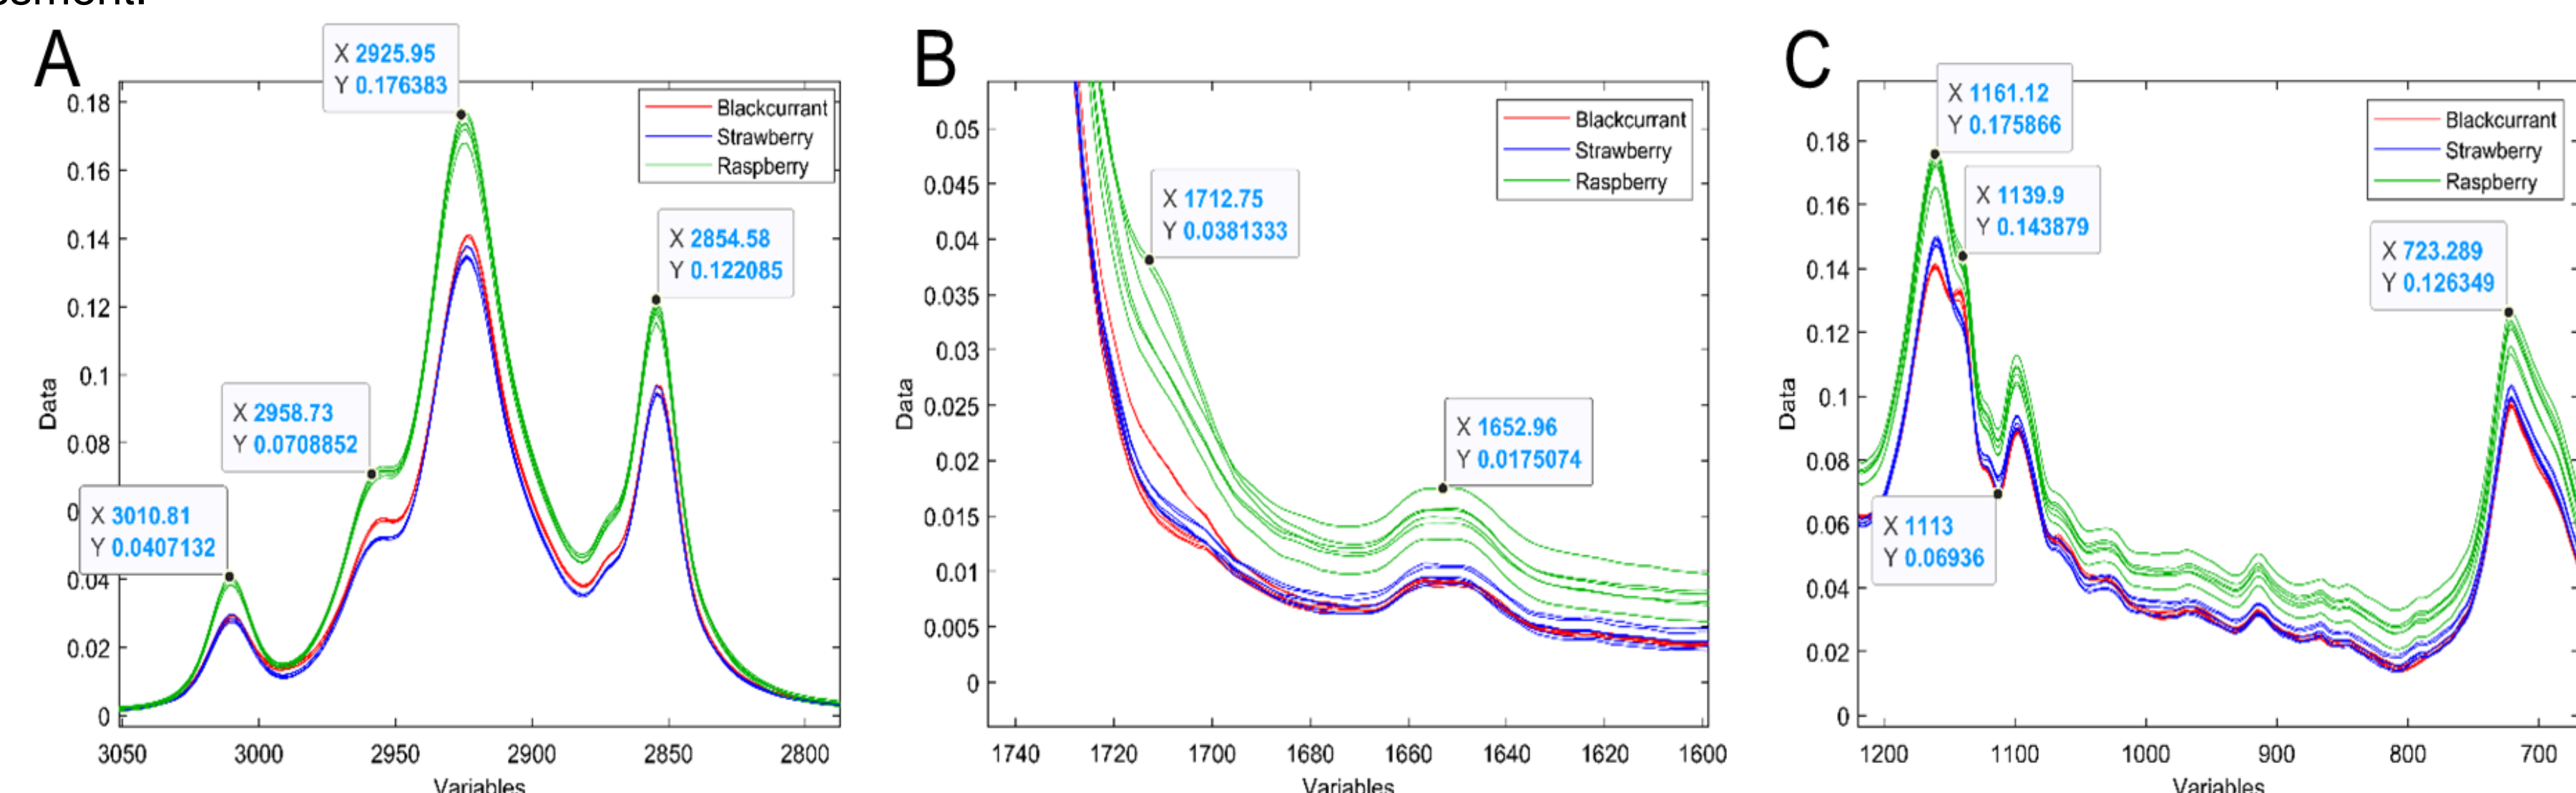 A
X 2925.95
Y 0.176383
Blackcurrant
Strawberry
Raspberry
X 2854.58
Y 0.122085
X 2958.73
Y 0.0708852
X 3010.81
Y 0.0407132
0.18
0.16
0.14
0.12
0.1
0.08
0.04
0.02
0
Data
3050
3000
2950
2900
2850
2800
Variables
B
Blackcurrant
Strawberry
Raspberry
X 1712.75
Y 0.0381333
X 1652.96
Y 0.0175074
0.05
0.045
0.04
0.035
0.03
0.025
0.02
0.015
0.01
0.005
0
Data
1740
1720
1700
1680
1660
1640
1620
1600
Variables
C
X 1161.12
Y 0.175866
Blackcurrant
Strawberry
Raspberry
X 1139.9
Y 0.143879
X 723.289
Y 0.126349
X 1113
Y 0.06936
0.18
0.16
0.14
0.12
0.1
0.08
0.06
0.04
0.02
0
Data
1200
1100
1000
900
800
700
Variables